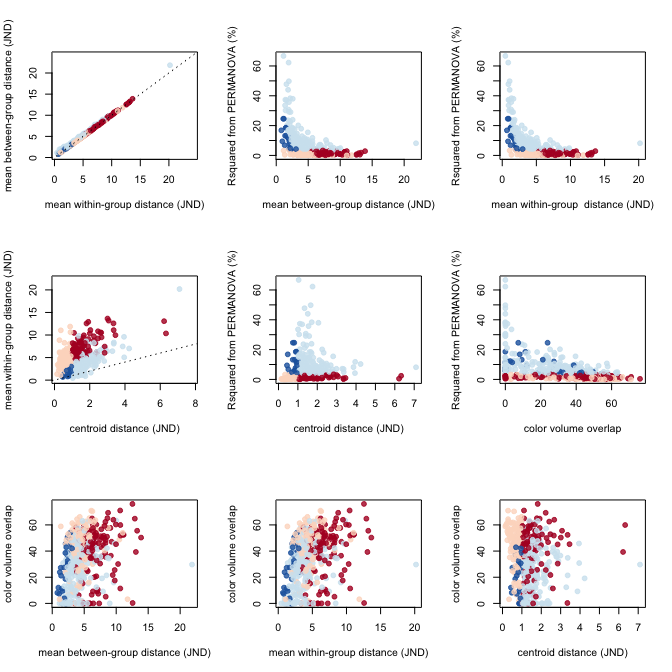 mean between-group distance (JND)
0 5 10 15 20
0 5 10 15 20
mean within-group distance (JND)
Rsquared from PERMANOVA (%)
0 20 40 60
0 5 10 15 20
mean between-group distance (JND)
Rsquared from PERMANOVA (%)
0 20 40 60
0 5 10 15 20
mean within-group distance (JND)
mean within-group distance (JND)
0 5 10 15 20
0 2 4 6 8
centroid distance (JND)
Rsquared from PERMANOVA (%)
0 20 40 60
0 1 2 3 4 5 6 7
centroid distance (JND)
Rsquared from PERMANOVA (%)
0 20 40 60
0 20 40 60
color volume overlap
color volume overlap
0 20 40 60
0 5 10 15 20
mean between-group distance (JND)
color volume overlap
0 20 40 60
0 5 10 15 20
mean within-group distance (JND)
color volume overlap
0 20 40 60
0 1 2 3 4 5 6 7
centroid distance (JND)